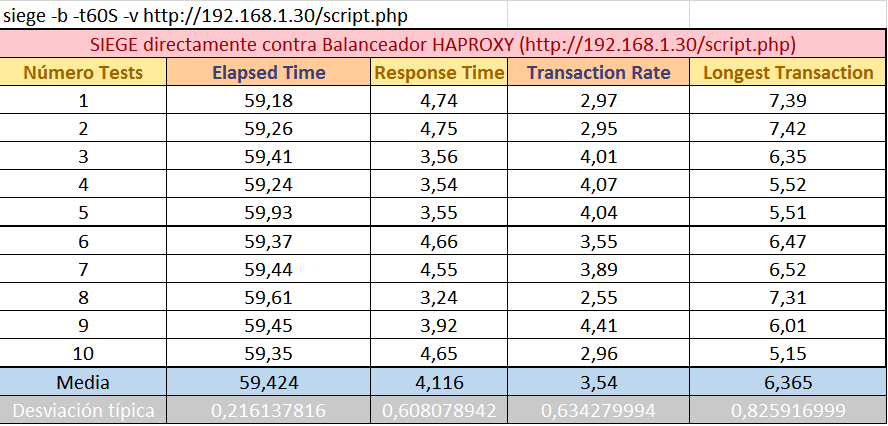 siege -b -t60S -v http://192.168.1.30/script.php
SIEGE directamente contra Balanceador HAPROXY (http://192.168.1.30/script.php)
Número Tests Elapsed Time Response Time Transaction Rate Longest Transaction
1 59,18 4,74 2,97 7,39
2 59,26 4,75 2,95 7,42
3 59,41 3,56 4,01 6,35
4 59,24 3,54 4,07 5,52
5 59,93 3,55 4,04 5,51
6 59,37 4,66 3,55 6,47
7 59,44 4,55 3,89 6,52
8 59,61 3,24 2,55 7,31
9 59,45 3,92 4,41 6,01
10 59,35 4,65 2,96 5,15
Media 59,424 4,116 3,54 6,365
Desviación típica 0,216137816 0,608078942 0,634279994 0,825916999